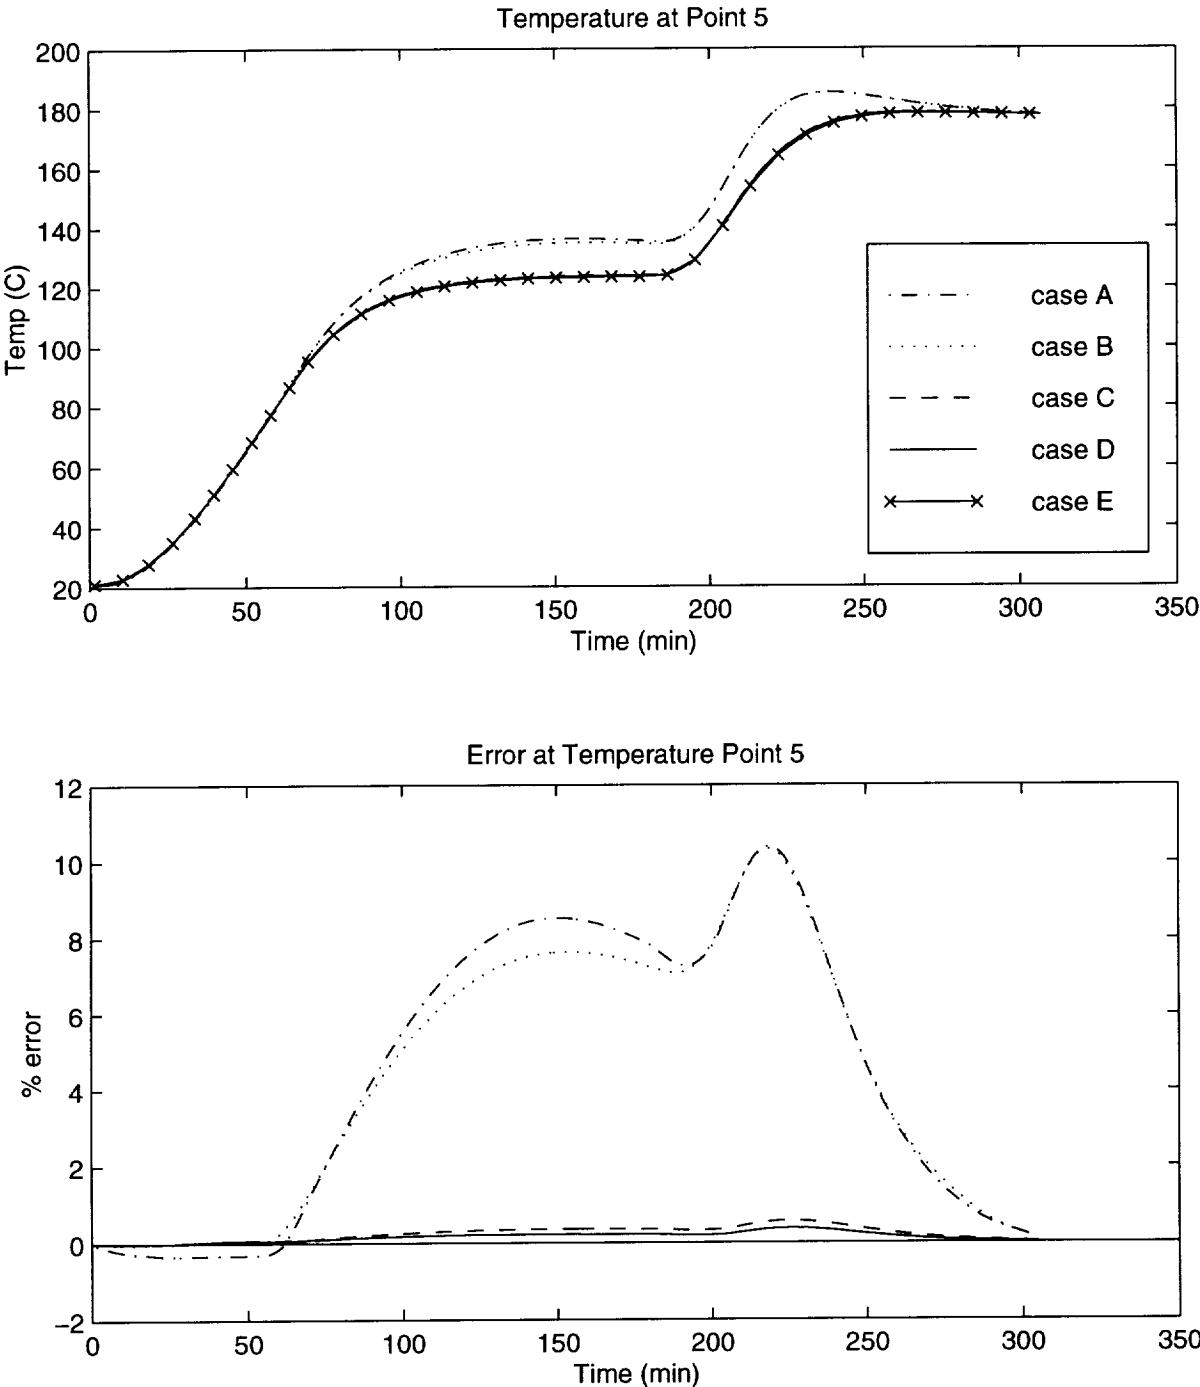 Temperature at Point 5
200
180
160
140
120
100
80
60
40
20
Temp (C)
0 50 100 150 200 250 300 350
Time (min)
case A
case B
case C
case D
case E
Error at Temperature Point 5
12
10
8
6
4
2
0
−2
% error
0 50 100 150 200 250 300 350
Time (min)